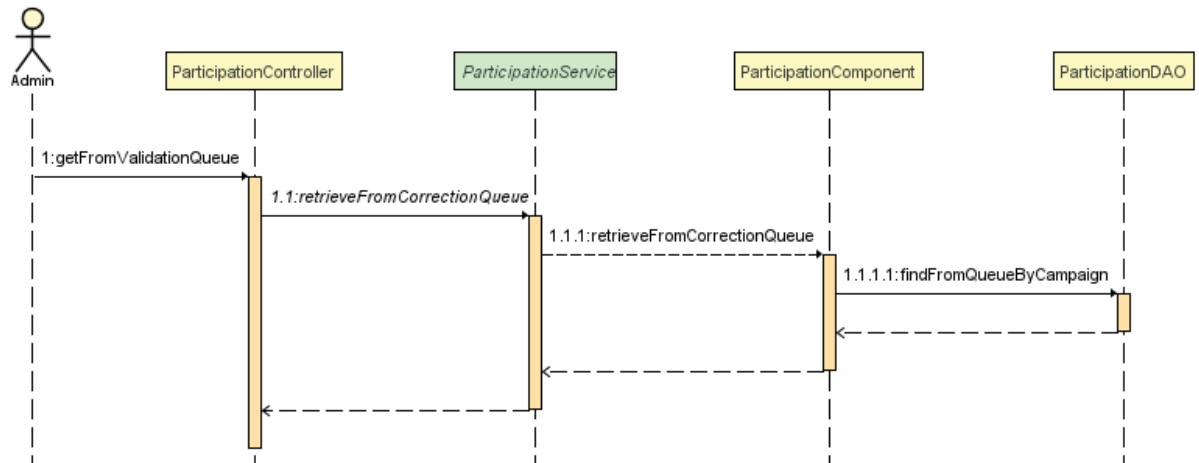 Admin
ParticipationController
ParticipationService
ParticipationComponent
ParticipationDAO
1:getFromValidationQueue
1.1:retrieveFromCorrectionQueue
1.1.1:retrieveFromCorrectionQueue
1.1.1.1:findFromQueueByCampaign